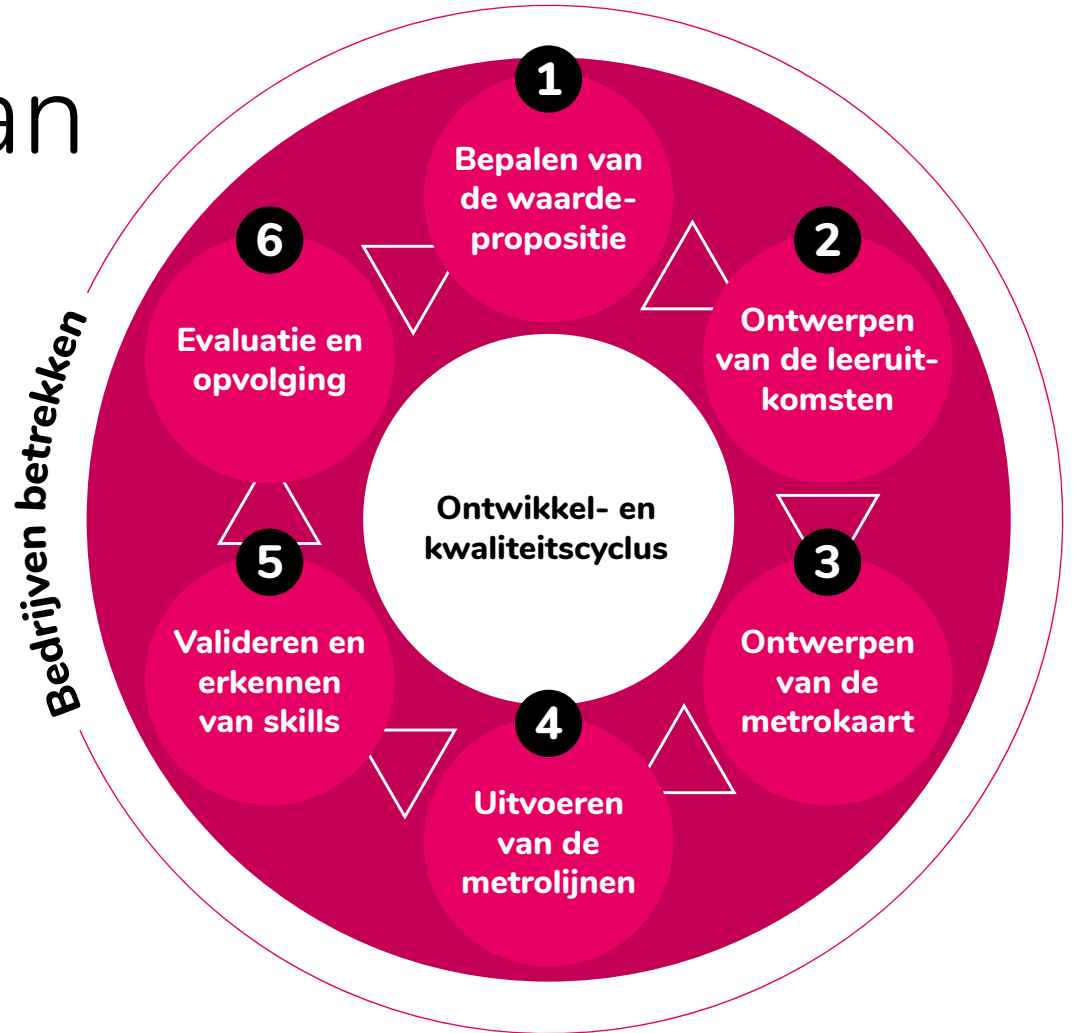 an
1
Bepalen van
de waarde-
propositie
2
Ontwerpen
van de leeruit-
komsten
3
Ontwerpen
van de
metrokaart
4
Uitvoeren
van de
metrolijnen
5
Valideren en
erkennen
van skills
6
Evaluatie en
opvolging
Ontwikkel- en
kwaliteitscyclus
Bedrijven betrekken